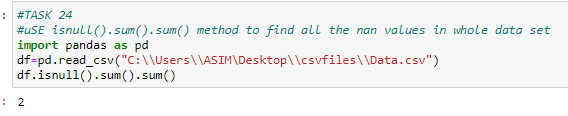 : #TASK 24
#uSE isnull().sum().sum() method to find all the nan values in whole data set
import pandas as pd
df=pd.read_csv("C:\\Users\\ASIM\Desktop\\csvfiles\\Data.csv")
df.isnull().sum().sum()
: 2